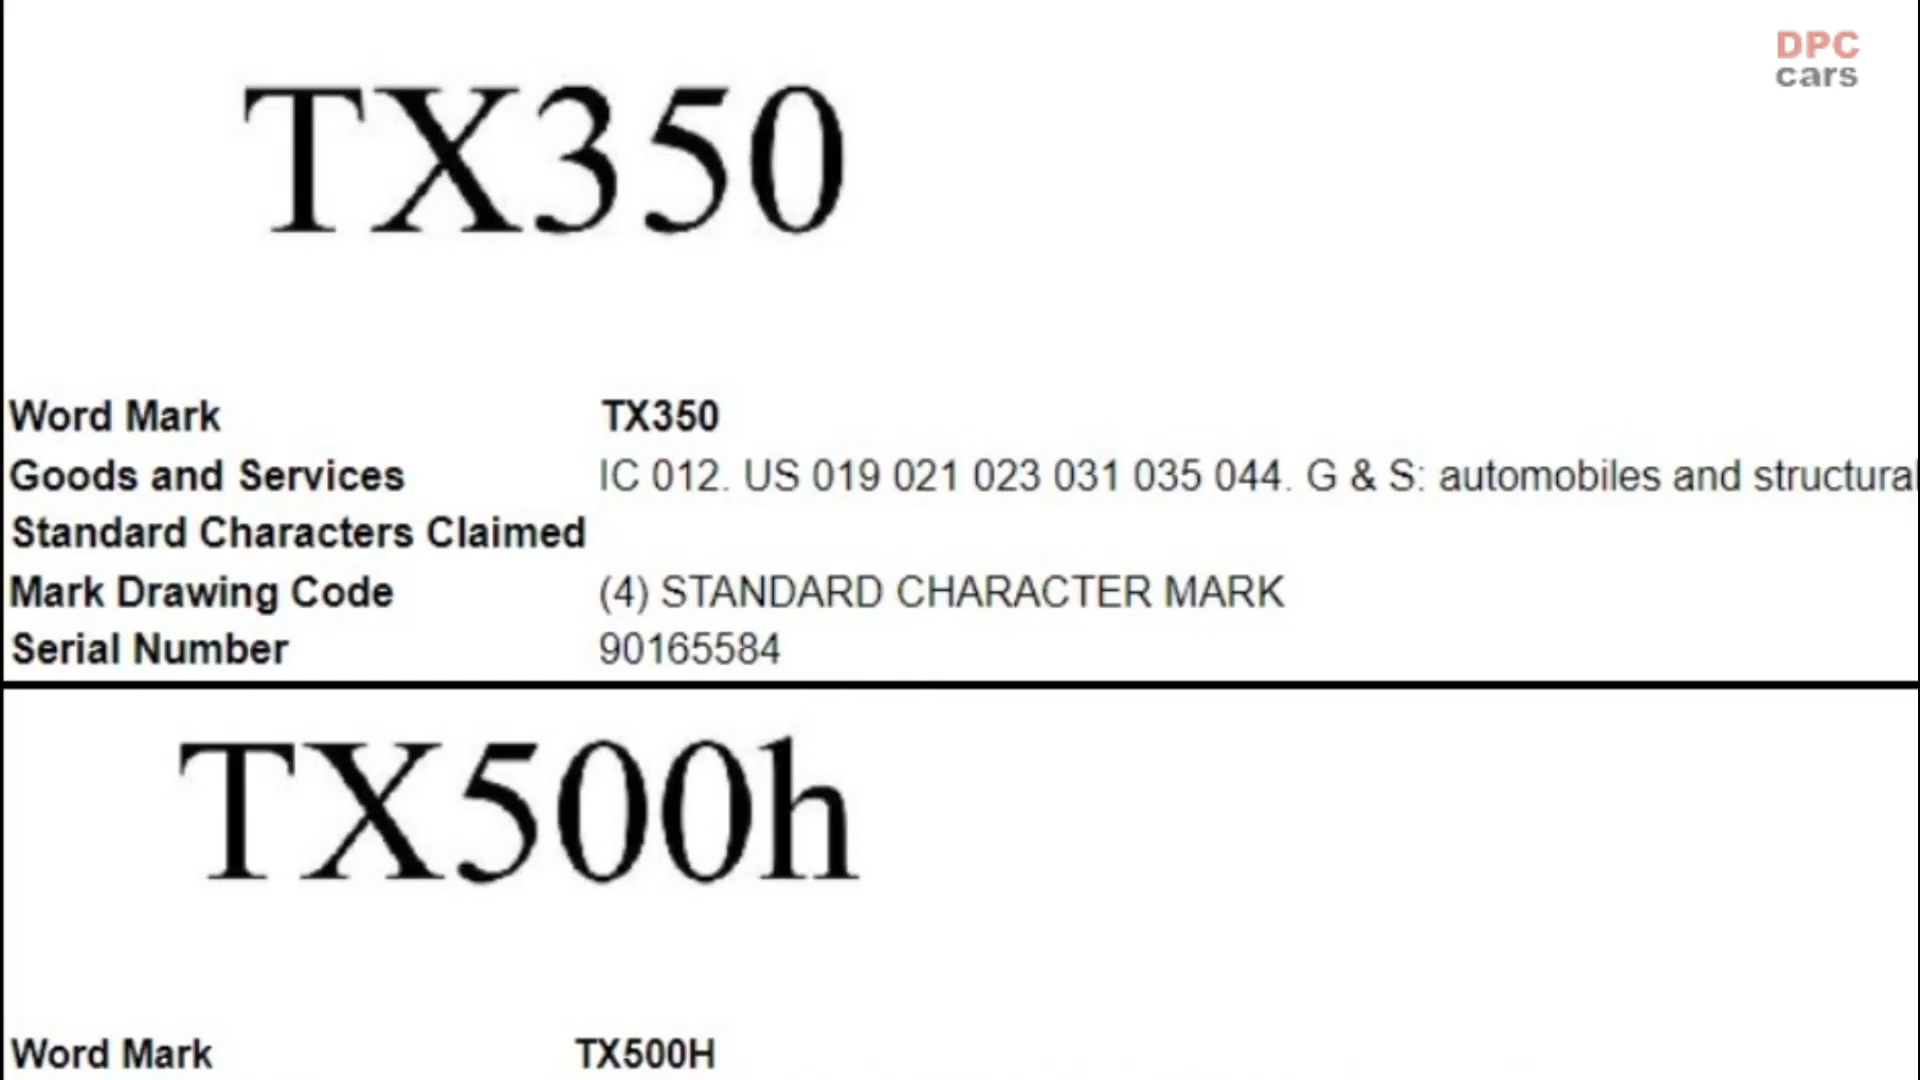 DPC
cars
TX350
Word Mark TX350
Goods and Services IC 012. US 019 021 023 031 035 044. G & S: automobiles and structural
Standard Characters Claimed
Mark Drawing Code (4) STANDARD CHARACTER MARK
Serial Number 90165584
TX500h
Word Mark TX500H